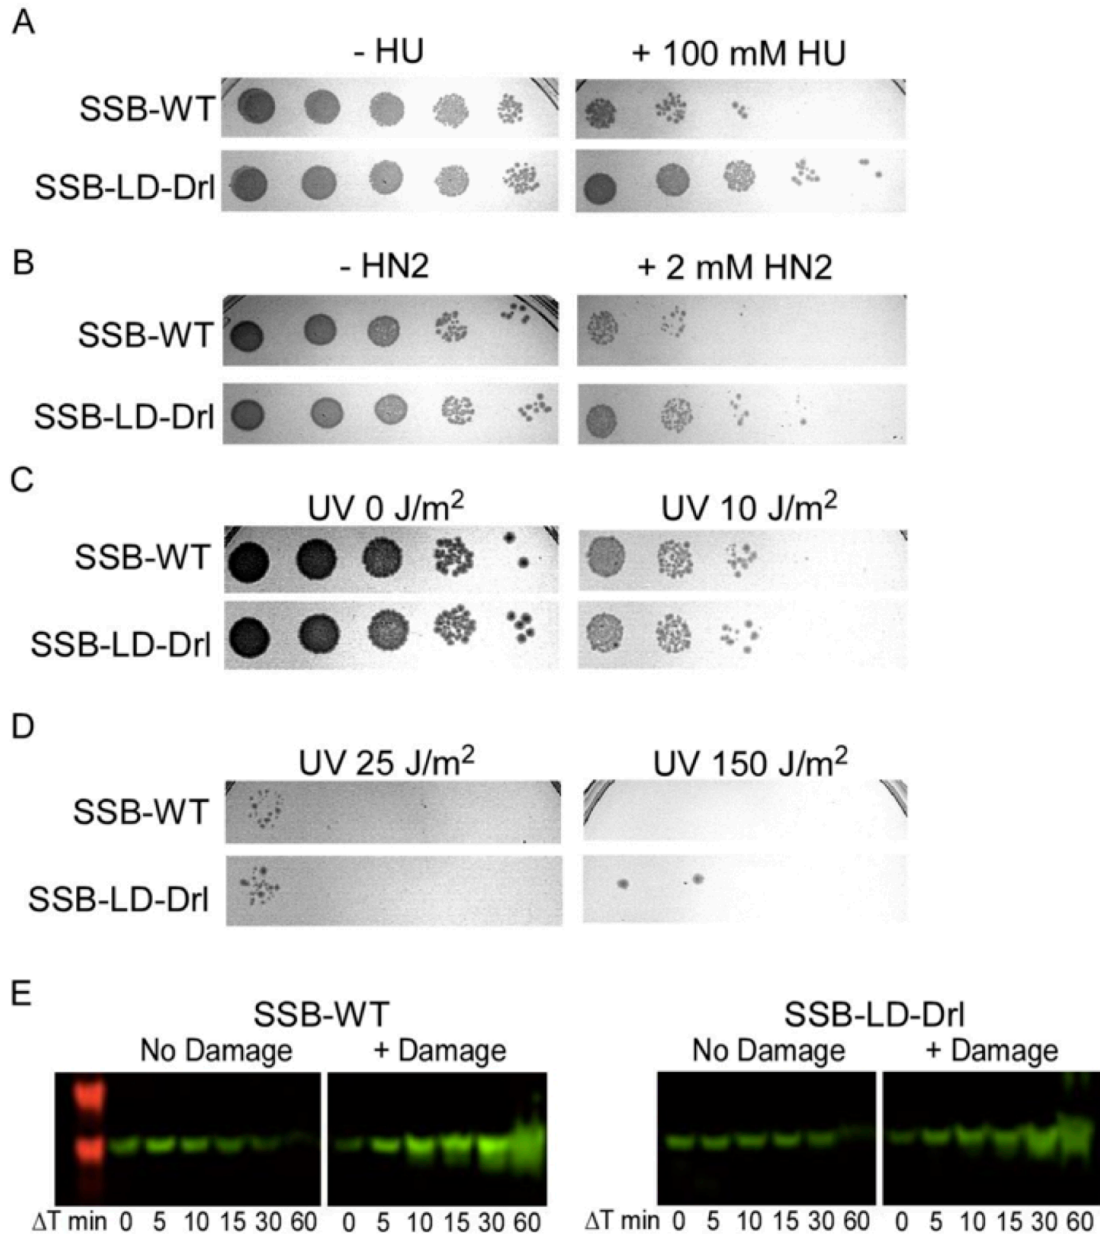 A
- HU
+ 100 mM HU
SSB-WT
SSB-LD-Drl
B
- HN2
+ 2 mM HN2
SSB-WT
SSB-LD-Drl
C
UV 0 J/m²
UV 10 J/m²
SSB-WT
SSB-LD-Drl
D
UV 25 J/m²
UV 150 J/m²
SSB-WT
SSB-LD-Drl
E
SSB-WT
SSB-LD-Drl
No Damage
+ Damage
No Damage
+ Damage
ΔT min 0 5 10 15 30 60 0 5 10 15 30 60
ΔT min 0 5 10 15 30 60 0 5 10 15 30 60